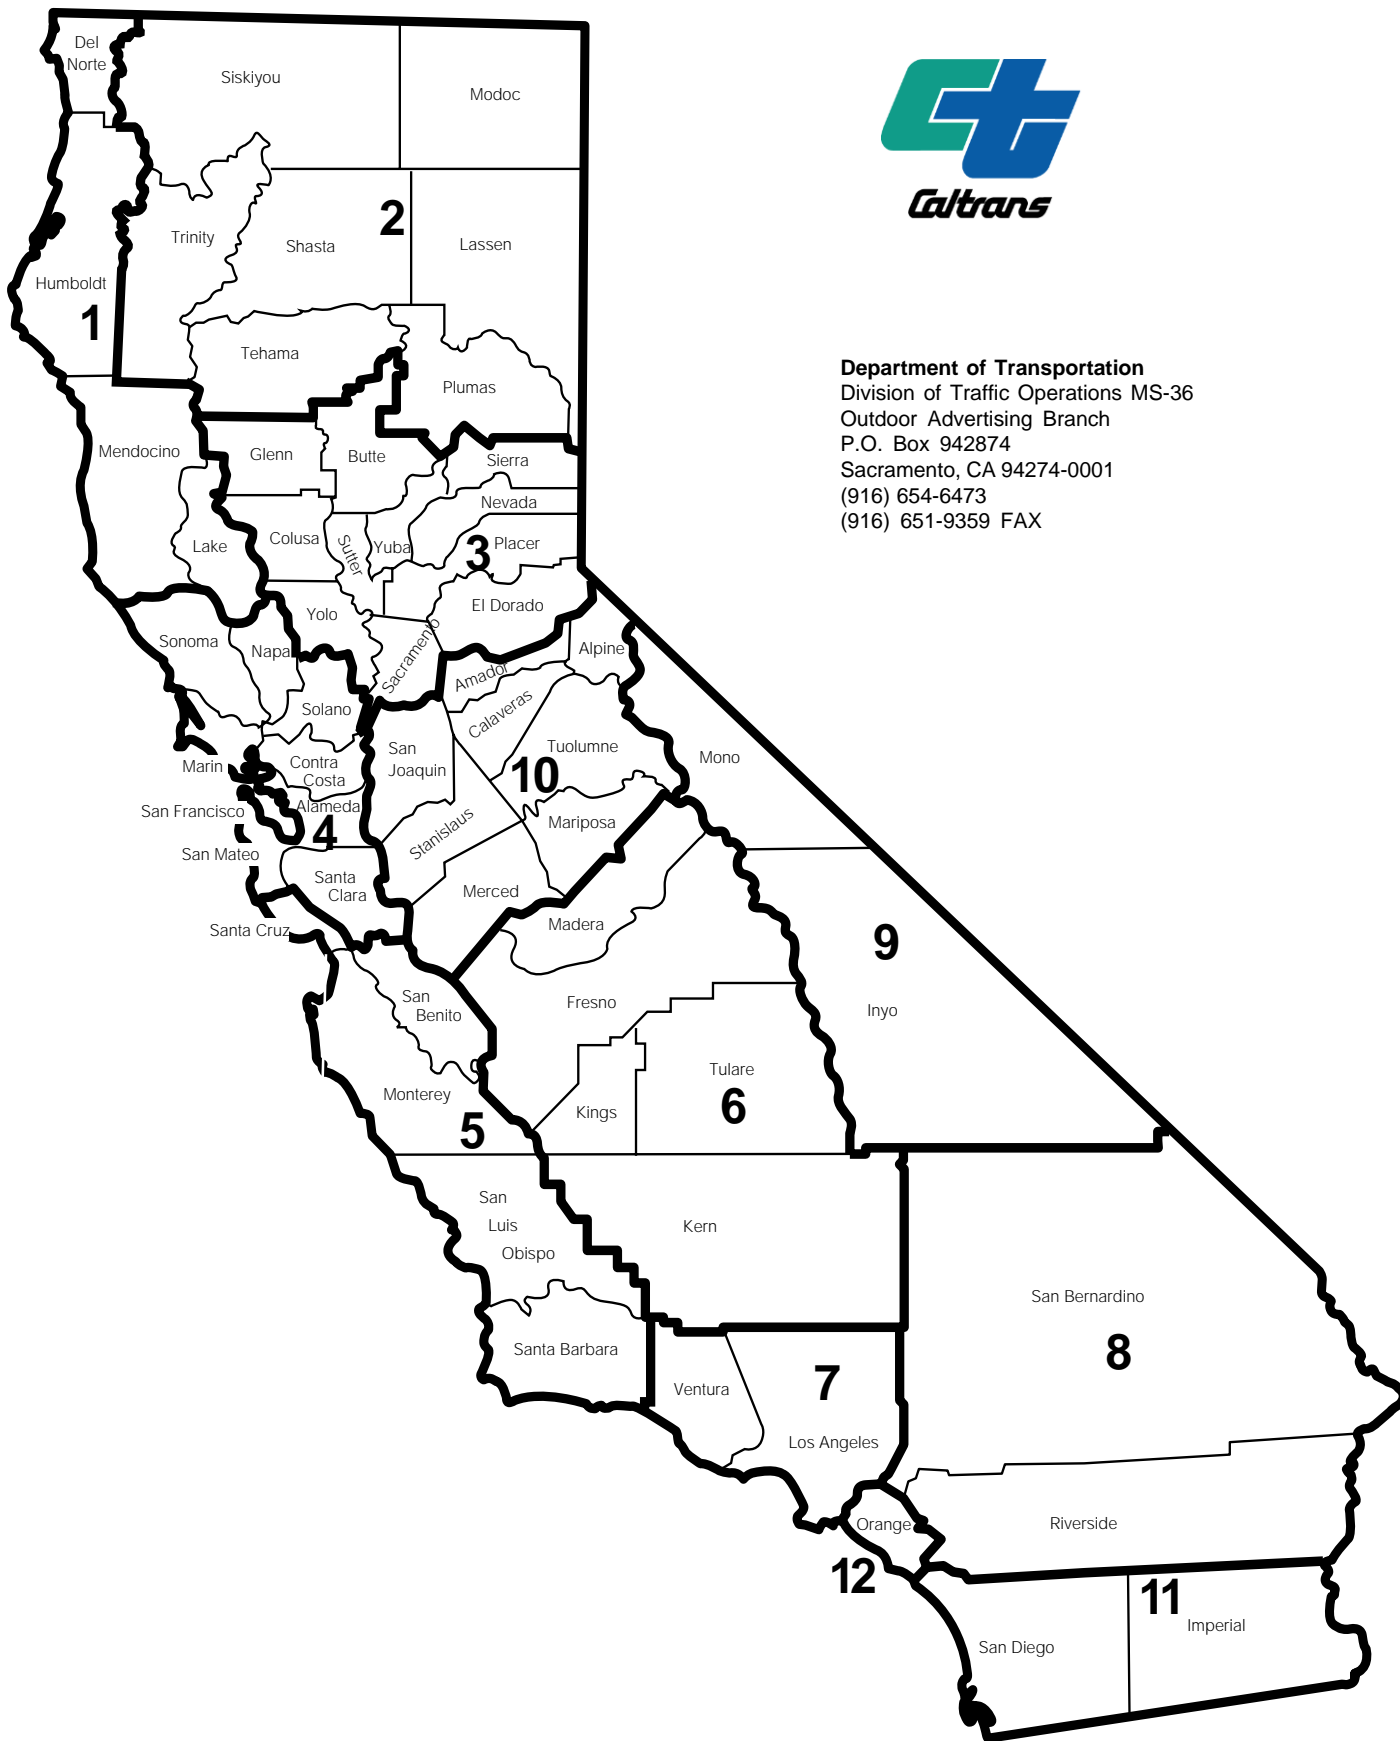 Del
Norte
Siskiyou
Modoc
Caltrans
2
Trinity
Shasta
Lassen
Humboldt
1
Tehama
Plumas
Department of Transportation
Division of Traffic Operations MS-36
Outdoor Advertising Branch
P.O. Box 942874
Sacramento, CA 94274-0001
(916) 654-6473
(916) 651-9359 FAX
Mendocino
Glenn
Butte
Sierra
Nevada
Lake
Colusa
Sutter
Yuba
3
Placer
Yolo
El Dorado
Sonoma
Napa
Sacramento
Alpine
Amador
Solano
Calaveras
Marin
Contra
Costa
San
Joaquin
Tuolumne
10
Mono
San Francisco
Alameda
4
Stanislaus
Mariposa
San Mateo
Santa
Clara
Merced
Santa Cruz
Madera
9
San
Benito
Fresno
Inyo
Monterey
5
Kings
Tulare
6
San
Luis
Obispo
Kern
San Bernardino
8
Santa Barbara
Ventura
7
Los Angeles
Orange
Riverside
12
11
San Diego
Imperial